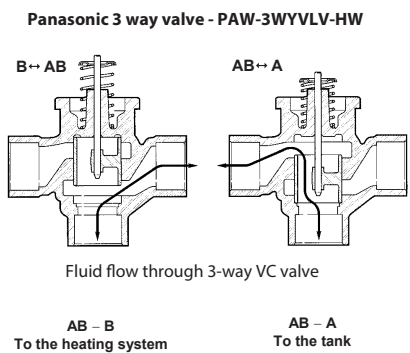 Panasonic 3 way valve - PAW-3WYVLV-HW
B↔AB
AB↔A
Fluid flow through 3-way VC valve
AB – B
To the heating system
AB – A
To the tank